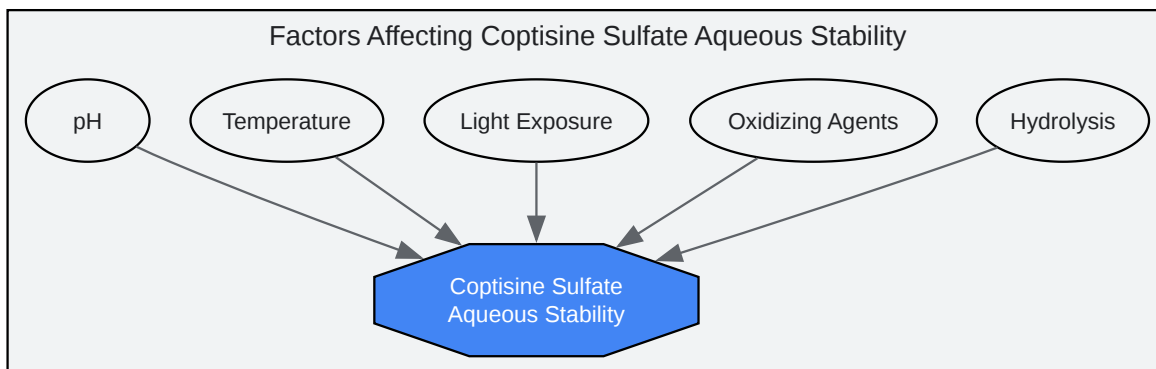 Factors Affecting Coptisine Sulfate Aqueous Stability
pH
Temperature
Light Exposure
Oxidizing Agents
Hydrolysis
Coptisine Sulfate
Aqueous Stability